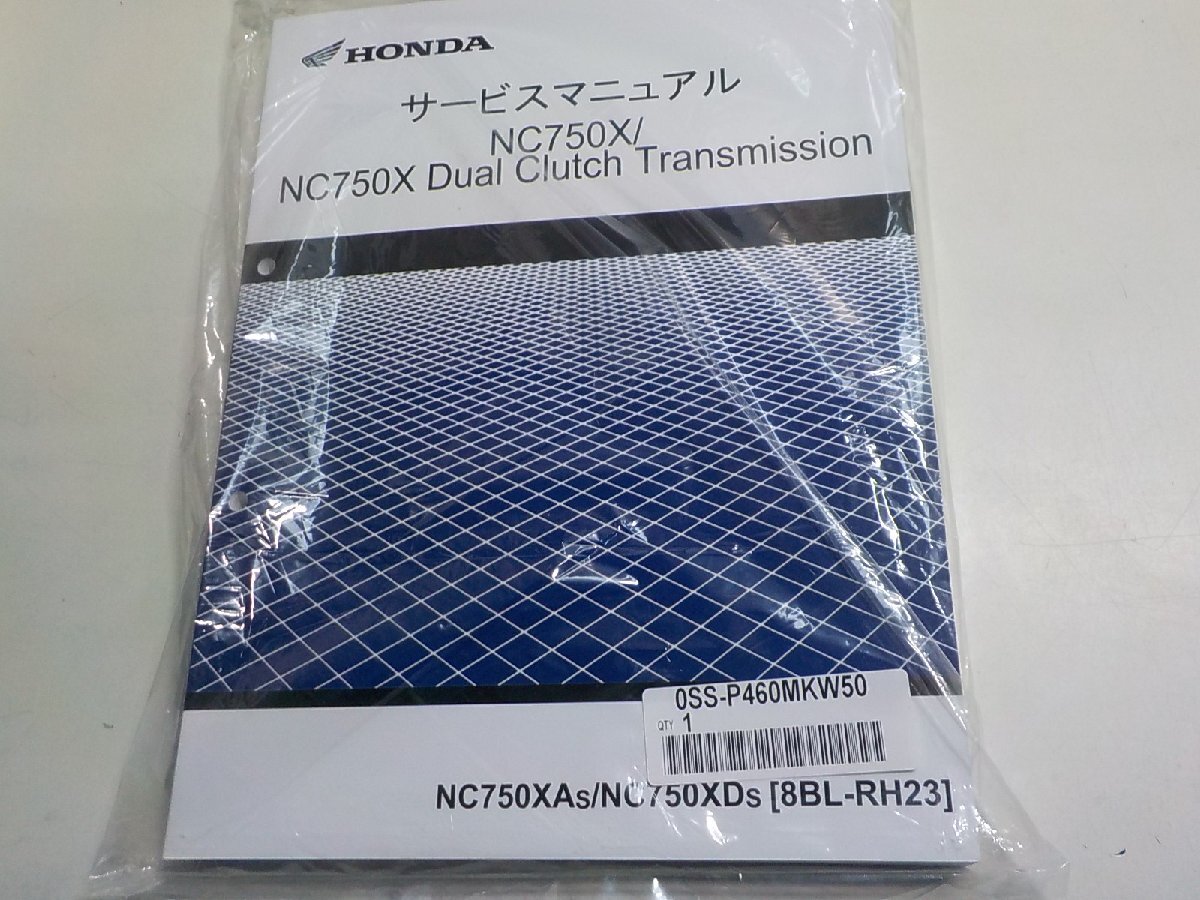 HONDA
サービスマニュアル
NC750X/
NC750X Dual Clutch Transmission
0SS-P460MKW50
QTY 1
NC750XAs/NC750XDs [8BL-RH23]